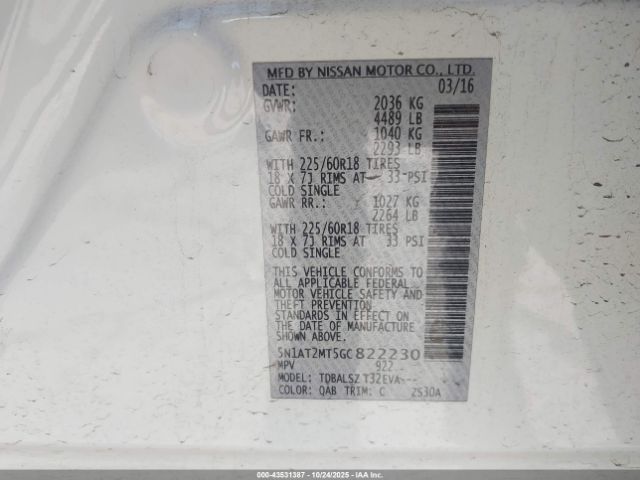 MFD BY NISSAN MOTOR CO., LTD.
DATE: 03/16
GVWR: 2036 KG
4489 LB
GAWR FR.: 1040 KG
2293 LB
WITH 225/60R18 TIRES
18 X 7J RIMS AT 33 PSI
COLD SINGLE
GAWR RR.: 1027 KG
2264 LB
WITH 225/60R18 TIRES
18 X 7J RIMS AT 33 PSI
COLD SINGLE
THIS VEHICLE CONFORMS TO
ALL APPLICABLE FEDERAL
MOTOR VEHICLE SAFETY AND
THEFT PREVENTION
STANDARDS IN EFFECT ON
THE DATE OF MANUFACTURE
SHOWN ABOVE.
5N1AT2MT5GC822230
MPV 922
MODEL: TDBALSZ T32EVA---
COLOR: QAB TRIM: C 2S30A
000-43531387 - 10/24/2025 - IAAI.COM